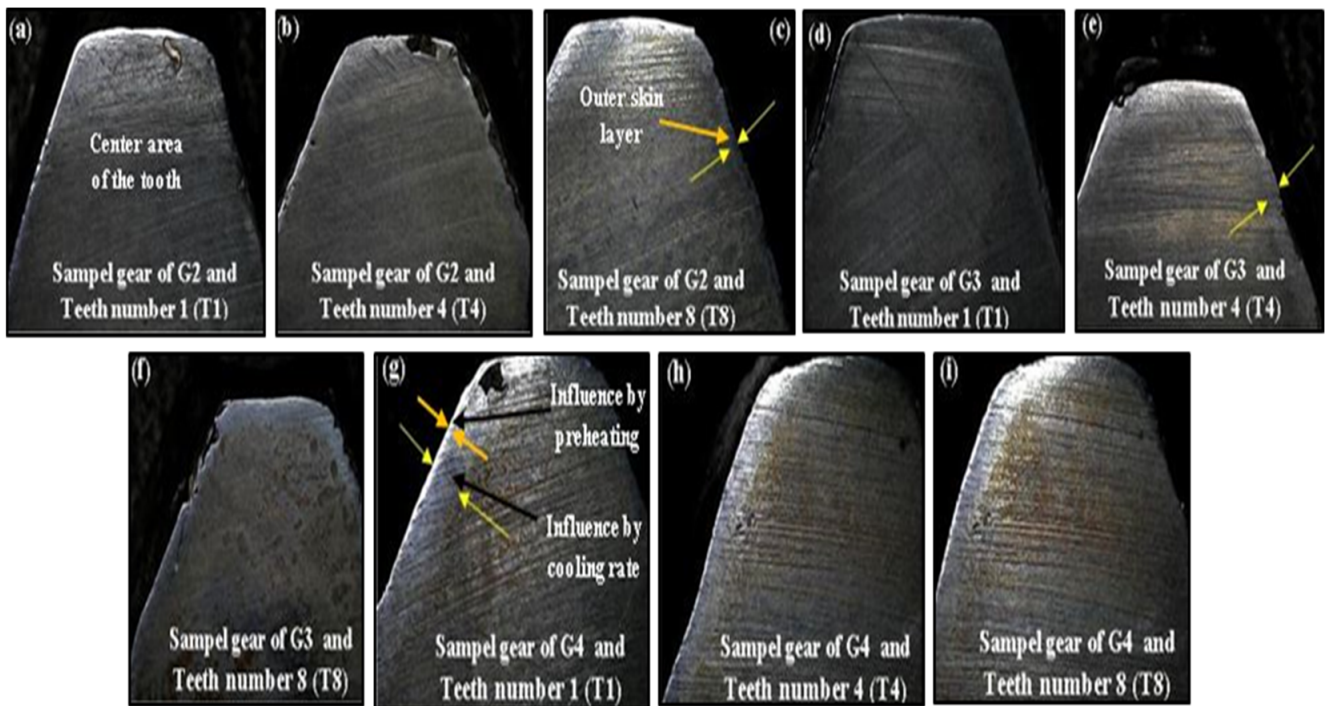 (a)
Center area
of the tooth
Sampel gear of G2 and
Teeth number 1 (T1)
(b)
Sampel gear of G2 and
Teeth number 4 (T4)
(c)
Outer skin
layer
Sampel gear of G2 and
Teeth number 8 (T8)
(d)
Sampel gear of G3 and
Teeth number 1 (T1)
(e)
Sampel gear of G3 and
Teeth number 4 (T4)
(f)
Sampel gear of G3 and
Teeth number 8 (T8)
(g)
Influence by
preheating
Influence by
cooling rate
Sampel gear of G4 and
Teeth number 1 (T1)
(h)
Sampel gear of G4 and
Teeth number 4 (T4)
(i)
Sampel gear of G4 and
Teeth number 8 (T8)